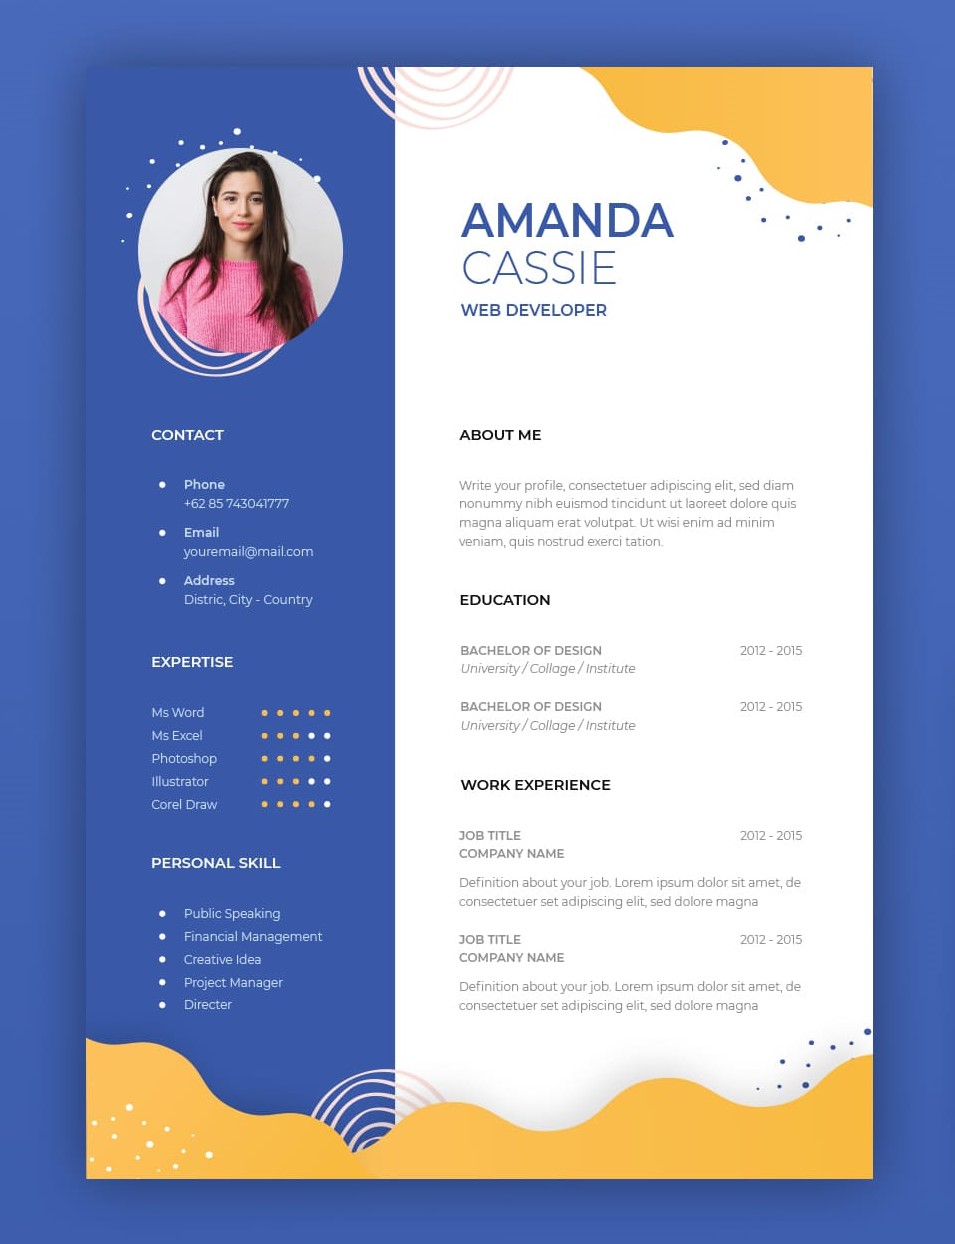 AMANDA
CASSIE
WEB DEVELOPER
CONTACT
Phone
+62 85 743041777
Email
youremail@mail.com
Address
Distric, City - Country
EXPERTISE
Ms Word
Ms Excel
Photoshop
Illustrator
Corel Draw
PERSONAL SKILL
Public Speaking
Financial Management
Creative Idea
Project Manager
Directer
ABOUT ME
Write your profile, consectetuer adipiscing elit, sed diam
nonummy nibh euismod tincidunt ut laoreet dolore quis
magna aliquam erat volutpat. Ut wisi enim ad minim
veniam, quis nostrud exerci tation.
EDUCATION
BACHELOR OF DESIGN 2012 - 2015
University / Collage / Institute
BACHELOR OF DESIGN 2012 - 2015
University / Collage / Institute
WORK EXPERIENCE
JOB TITLE 2012 - 2015
COMPANY NAME
Definition about your job. Lorem ipsum dolor sit amet, de
consectetuer set adipiscing elit, sed dolore magna
JOB TITLE 2012 - 2015
COMPANY NAME
Definition about your job. Lorem ipsum dolor sit amet, de
consectetuer set adipiscing elit, sed dolore magna